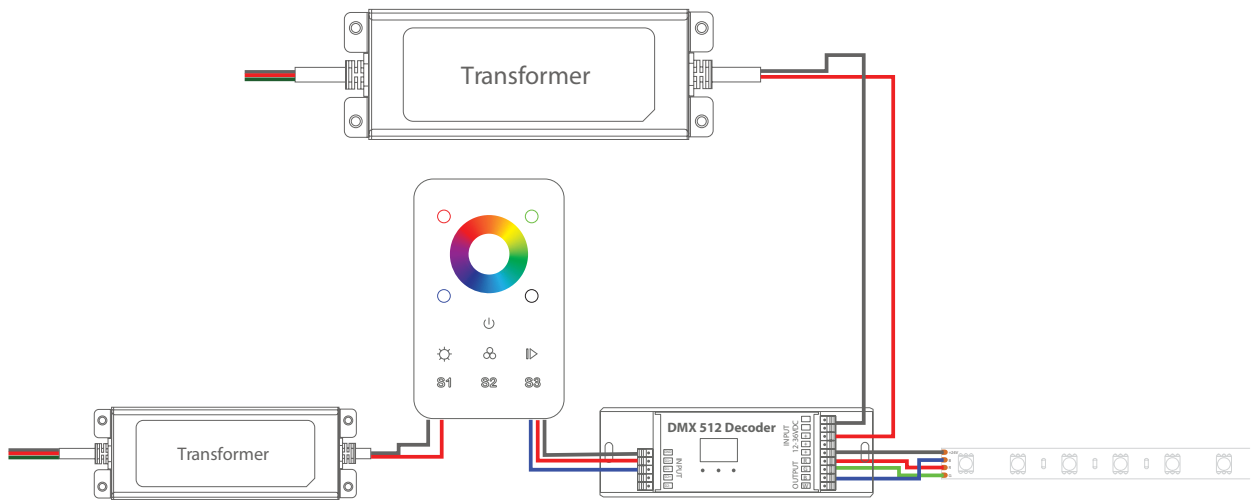 Transformer
S1 S2 S3
Transformer
DMX 512 Decoder
INPUT
INPUT
12-36VDC
OUTPUT